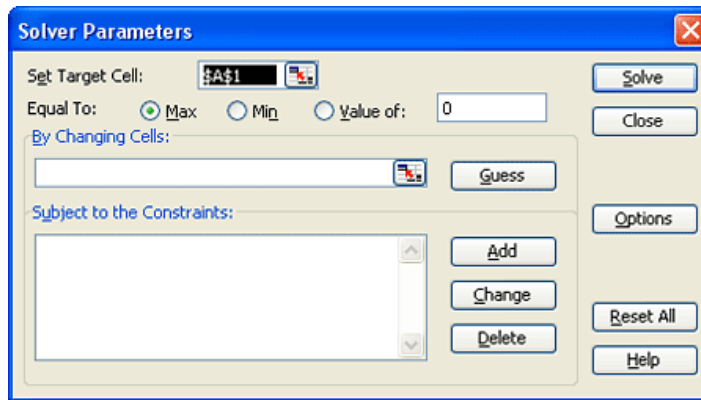 Solver Parameters
Set Target Cell: $A$1
Solve
Equal To: Max Min Value of: 0
Close
By Changing Cells:
Guess
Subject to the Constraints:
Options
Add
Change
Reset All
Delete
Help